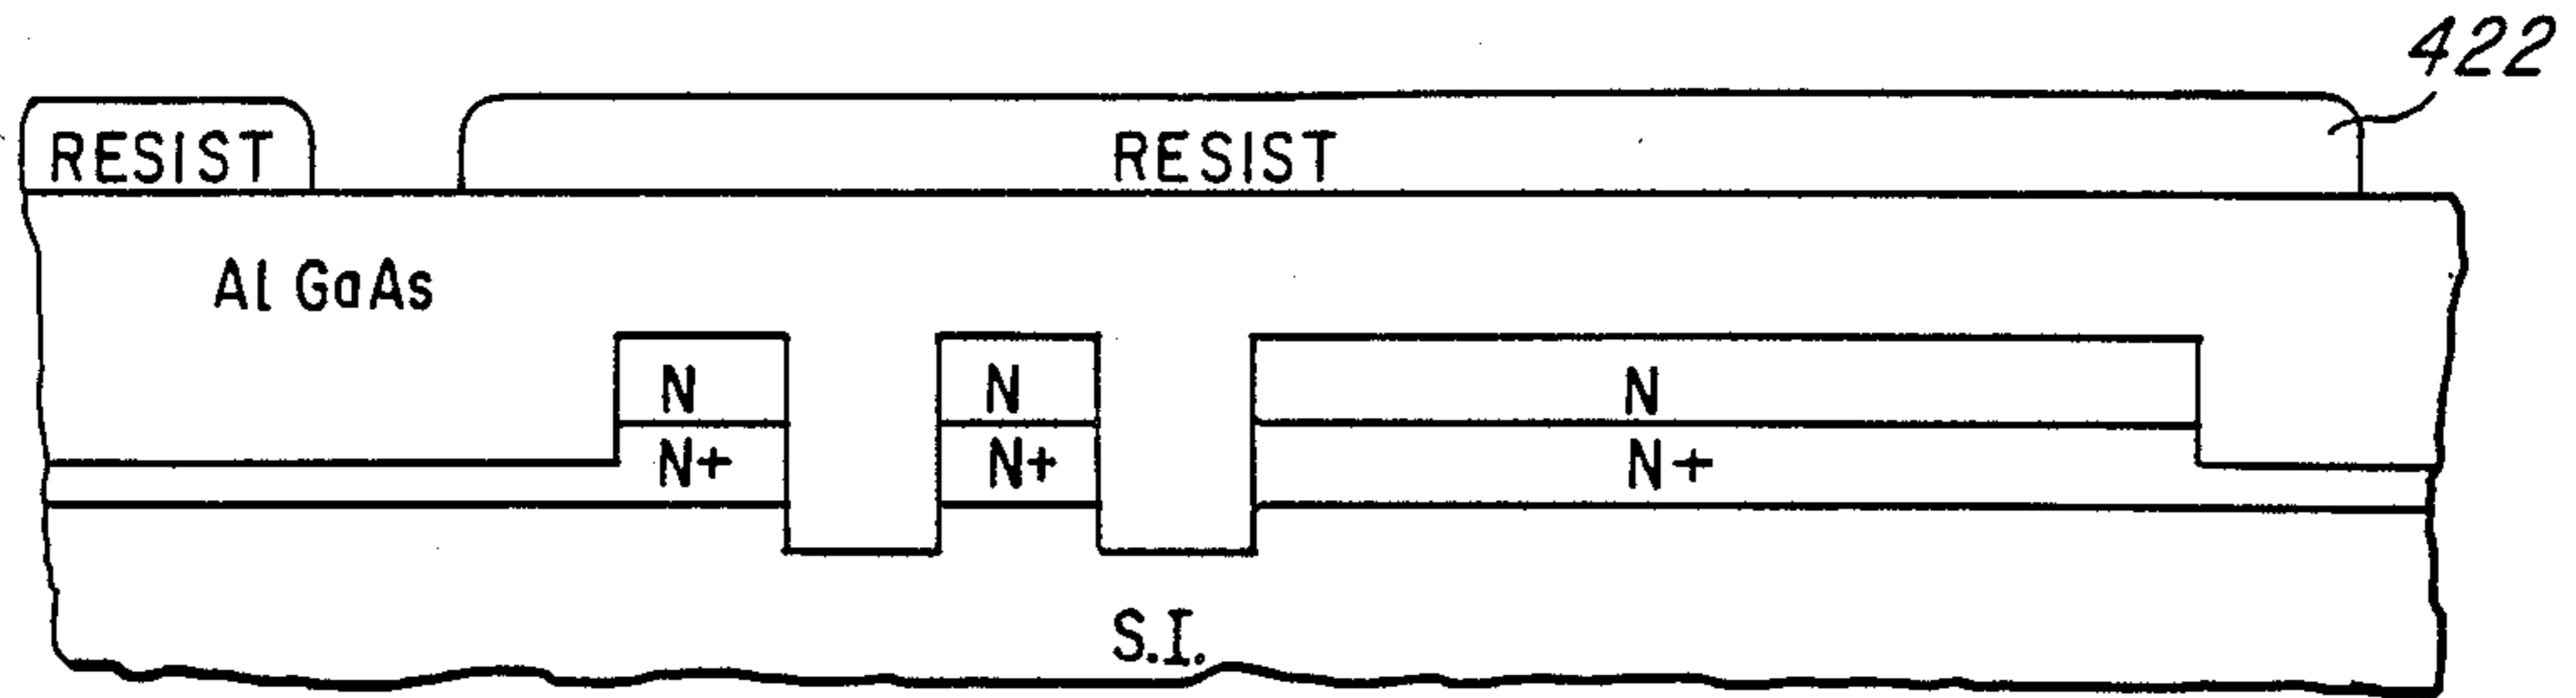 422
RESIST RESIST
Al GaAs
N N N
N+ N+ N+
S.I.